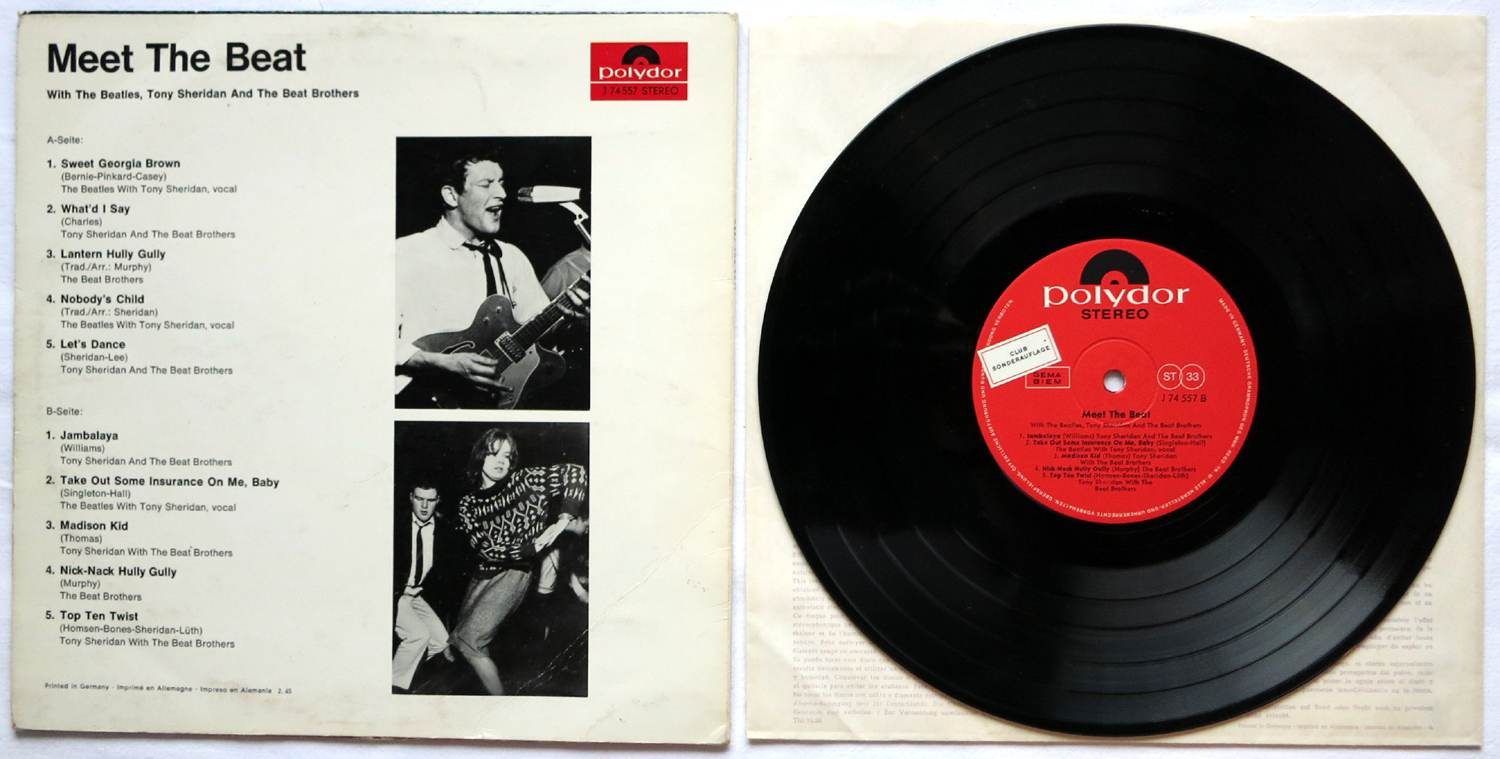 Meet The Beat
With The Beatles, Tony Sheridan And The Beat Brothers
polydor
J 74557 STEREO
A-Seite:
1. Sweet Georgia Brown
(Bernie-Pinkard-Casey)
The Beatles With Tony Sheridan, vocal
2. What'd I Say
(Charles)
Tony Sheridan And The Beat Brothers
3. Lantern Hully Gully
(Trad./Arr.: Murphy)
The Beat Brothers
4. Nobody's Child
(Trad./Arr.: Sheridan)
The Beatles With Tony Sheridan, vocal
5. Let's Dance
(Sheridan-Lee)
Tony Sheridan And The Beat Brothers
B-Seite:
1. Jambalaya
(Williams)
Tony Sheridan And The Beat Brothers
2. Take Out Some Insurance On Me, Baby
(Singleton-Hall)
The Beatles With Tony Sheridan, vocal
3. Madison Kid
(Thomas)
Tony Sheridan With The Beat Brothers
4. Nick-Nack Hully Gully
(Murphy)
The Beat Brothers
5. Top Ten Twist
(Homsen-Bones-Sheridan-Lüth)
Tony Sheridan With The Beat Brothers
Printed in Germany · Imprimé en Allemagne · Impreso en Alemania 2. 65
polydor
STEREO
CLUB
SONDERAUFLAGE
GEMA
BIEM
ST 33
J 74 557 B
Meet The Beat
With The Beatles, Tony Sheridan And The Beat Brothers
1. Jambalaya (Williams) Tony Sheridan And The Beat Brothers
2. Take Out Some Insurance On Me, Baby (Singleton-Hall)
The Beatles With Tony Sheridan, vocal
3. Madison Kid (Thomas) Tony Sheridan
With The Beat Brothers
4. Nick-Nack Hully Gully (Murphy) The Beat Brothers
5. Top Ten Twist (Homsen-Bones-Sheridan-Lüth)
Tony Sheridan With The
Beat Brothers
MADE IN GERMANY